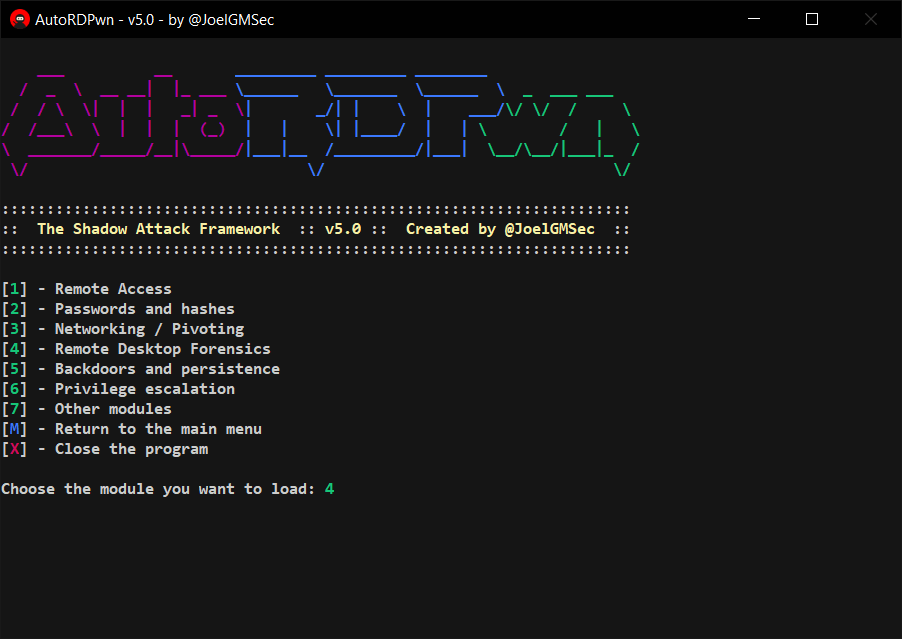 AutoRDPwn - v5.0 - by @JoelGMSec
AutoRDPwn
:::::::::::::::::::::::::::::::::::::::::::::::::::::::::::::::::::::::
:: The Shadow Attack Framework :: v5.0 :: Created by @JoelGMSec ::
:::::::::::::::::::::::::::::::::::::::::::::::::::::::::::::::::::::::
[1] - Remote Access
[2] - Passwords and hashes
[3] - Networking / Pivoting
[4] - Remote Desktop Forensics
[5] - Backdoors and persistence
[6] - Privilege escalation
[7] - Other modules
[M] - Return to the main menu
[X] - Close the program
Choose the module you want to load: 4